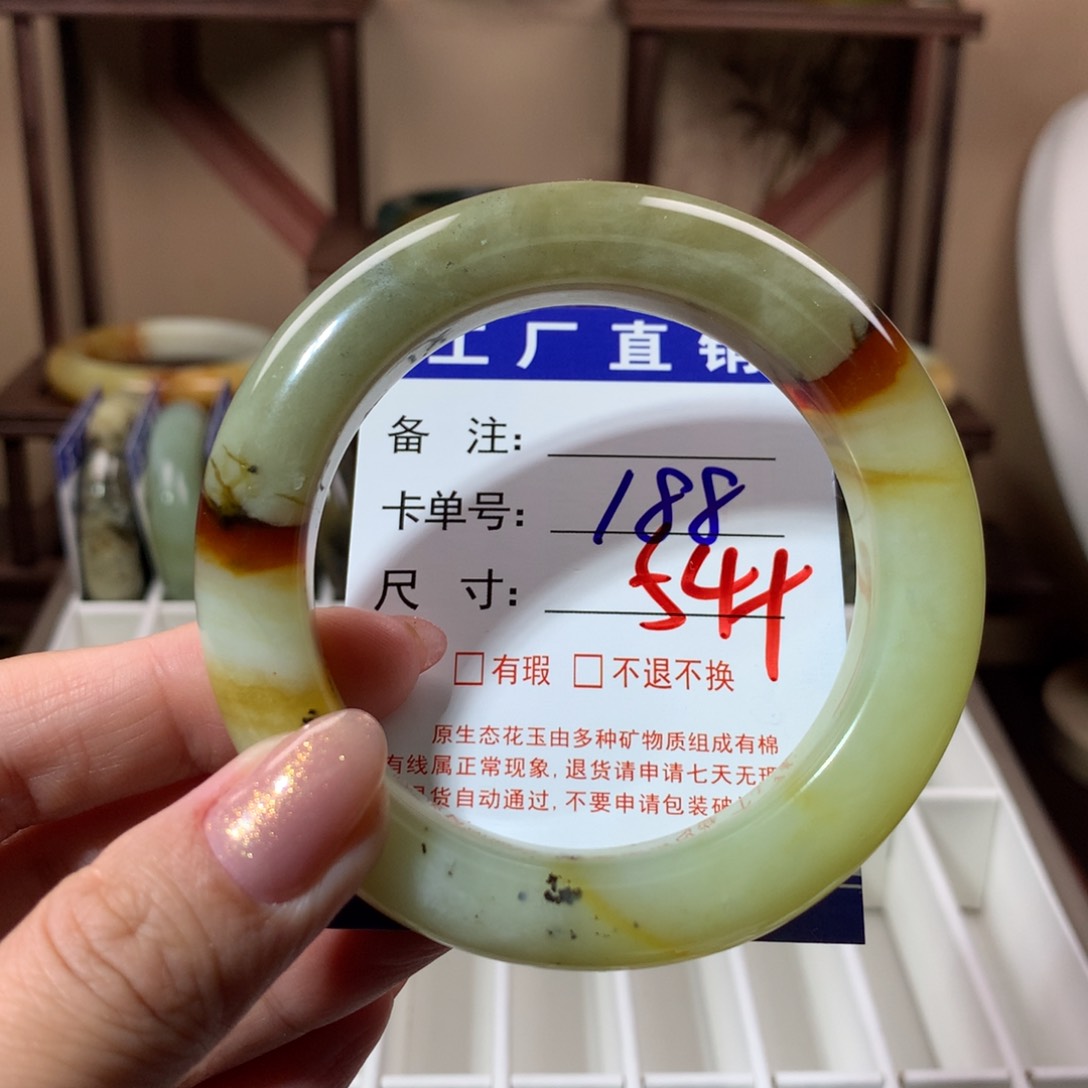 工厂直销
备 注:
卡单号: 188
尺 寸: 544
□有瑕 □不退不换
原生态花玉由多种矿物质组成有棉
有线属正常现象, 退货请申请七天无理
退货自动通过, 不要申请包装破